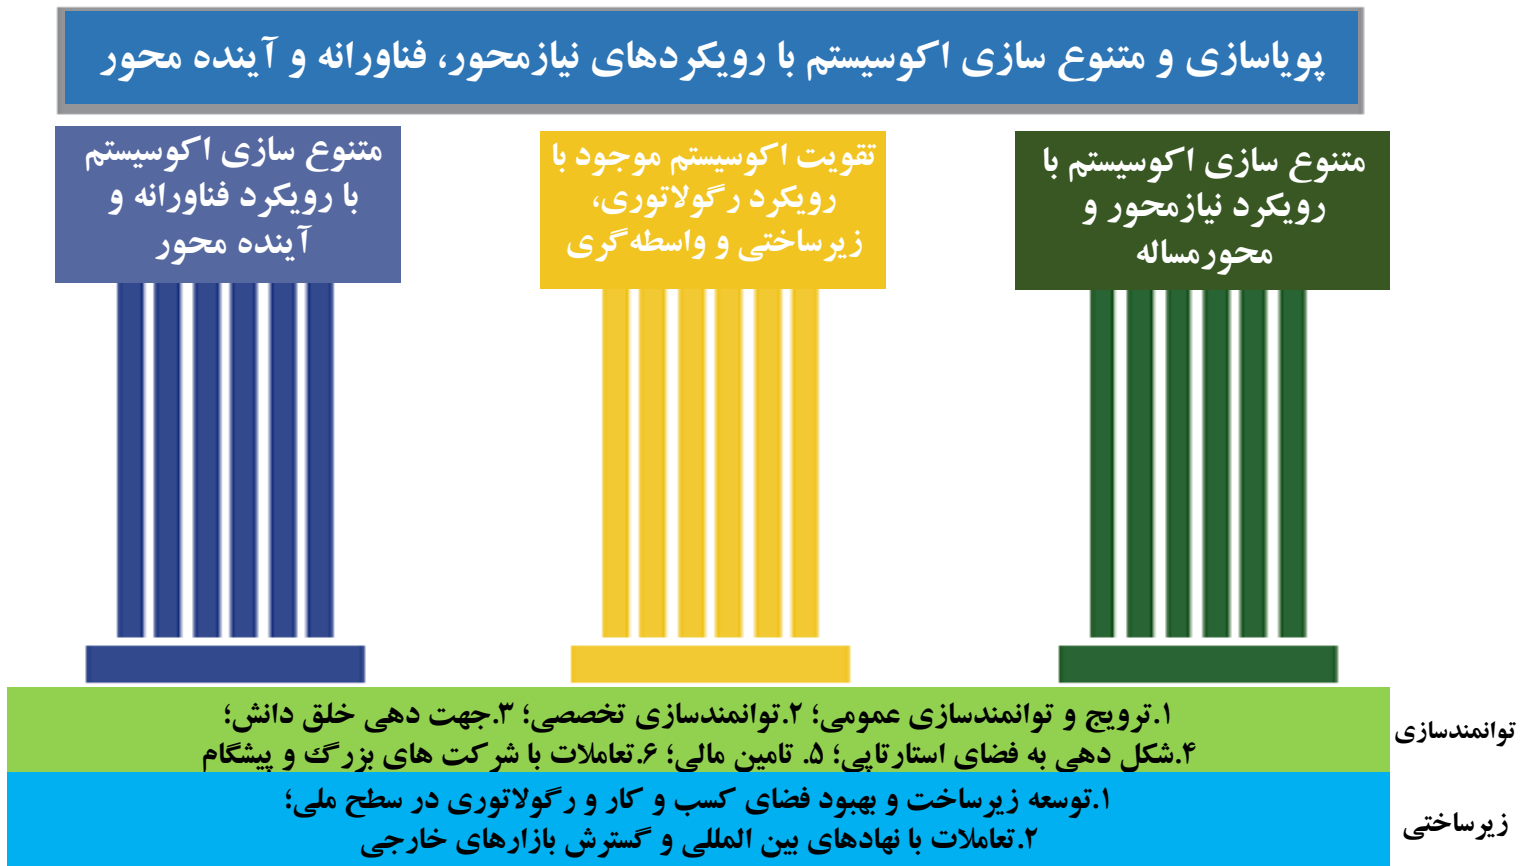 پویاسازی و متنوع سازی اکوسیستم با رویکردهای نیازمحور، فناورانه و آینده محور
متنوع سازی اکوسیستم با
رویکرد نیازمحور و
محورمساله
تقویت اکوسیستم موجود با
رویکرد رگولاتوری،
زیرساختی و واسطه‌گری
متنوع سازی اکوسیستم
با رویکرد فناورانه و
آینده محور
توانمندسازی
۱.ترویج و توانمندسازی عمومی؛ ۲.توانمندسازی تخصصی؛ ۳.جهت دهی خلق دانش؛
۴.شکل دهی به فضای استارتاپی؛ ۵. تامین مالی؛ ۶.تعاملات با شرکت های بزرگ و پیشگام
زیرساختی
۱.توسعه زیرساخت و بهبود فضای کسب و کار و رگولاتوری در سطح ملی؛
۲.تعاملات با نهادهای بین المللی و گسترش بازارهای خارجی